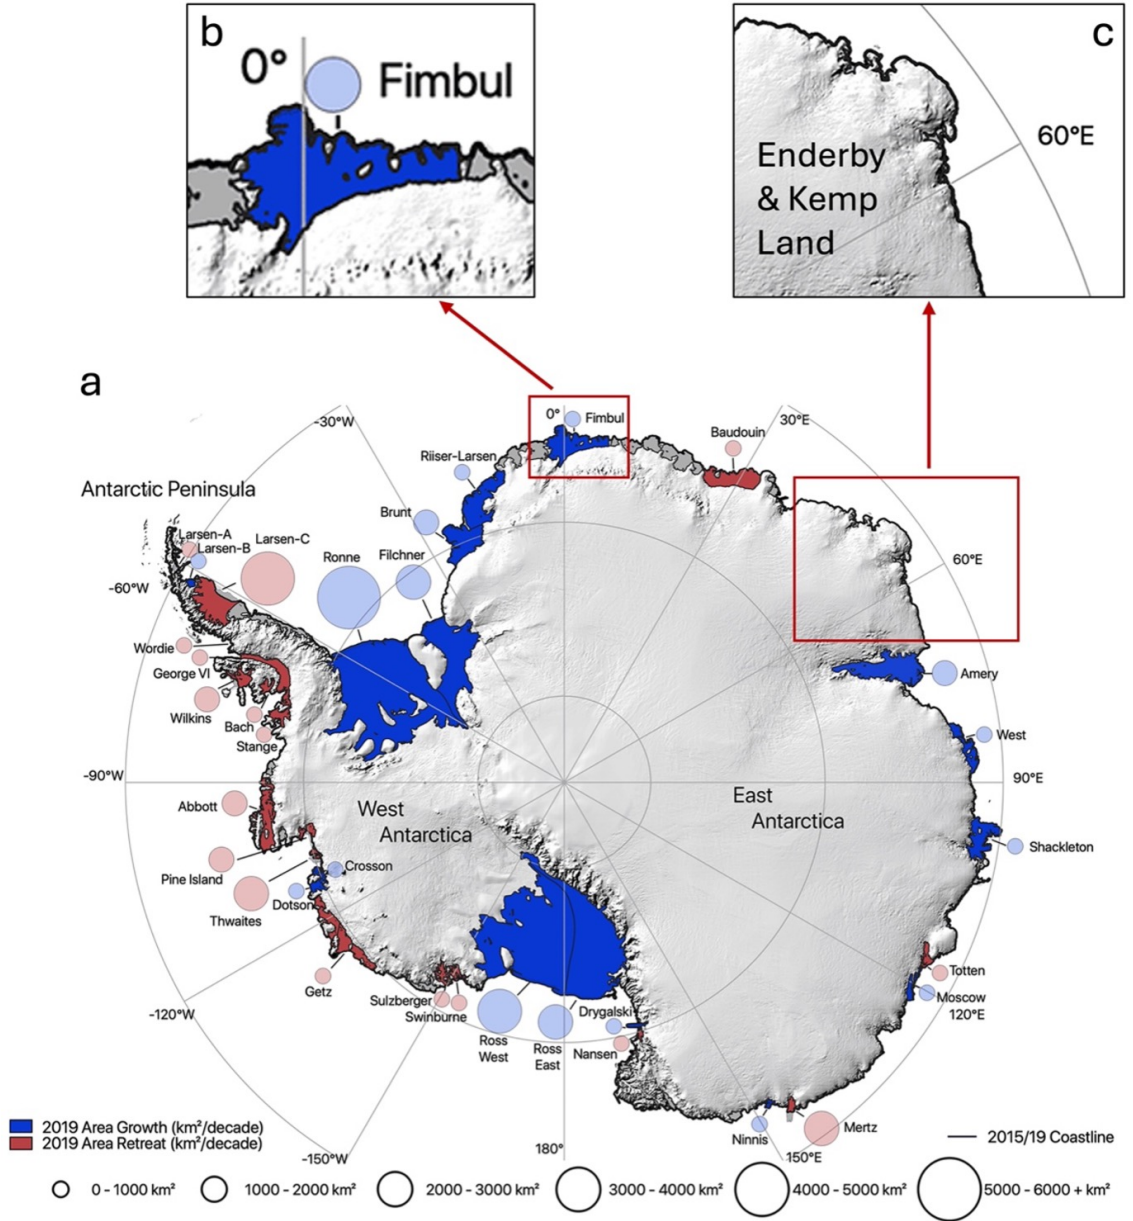 b
0°
Fimbul
c
60°E
Enderby
& Kemp
Land
a
-30°W
0°
Fimbul
30°E
Baudouin
Riiser-Larsen
Antarctic Peninsula
Brunt
Larsen-A
Larsen-B
Larsen-C
Ronne
Filchner
60°E
-60°W
Wordie
George VI
Amery
Wilkins
Bach
Stange
West
-90°W
90°E
Abbott
West
Antarctica
East
Antarctica
Shackleton
Pine Island
Crosson
Thwaites
Dotson
Totten
Getz
Moscow
Sulzberger
Swinburne
Drygalski
-120°W
120°E
Ross
West
Ross
East
Nansen
2019 Area Growth (km²/decade)
2019 Area Retreat (km²/decade)
Ninnis
Mertz
2015/19 Coastline
-150°W
180°
150°E
0 - 1000 km²
1000 - 2000 km²
2000 - 3000 km²
3000 - 4000 km²
4000 - 5000 km²
5000 - 6000 + km²